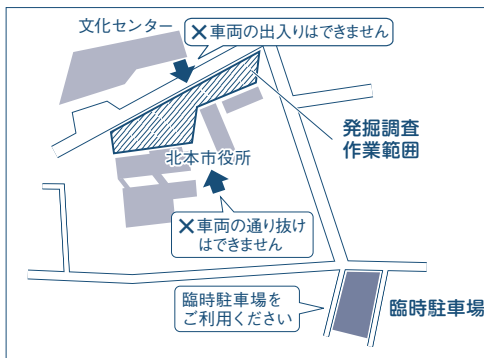 文化センター
×車両の出入りはできません
発掘調査
作業範囲
北本市役所
×車両の通り抜け
はできません
臨時駐車場を
ご利用ください
臨時駐車場